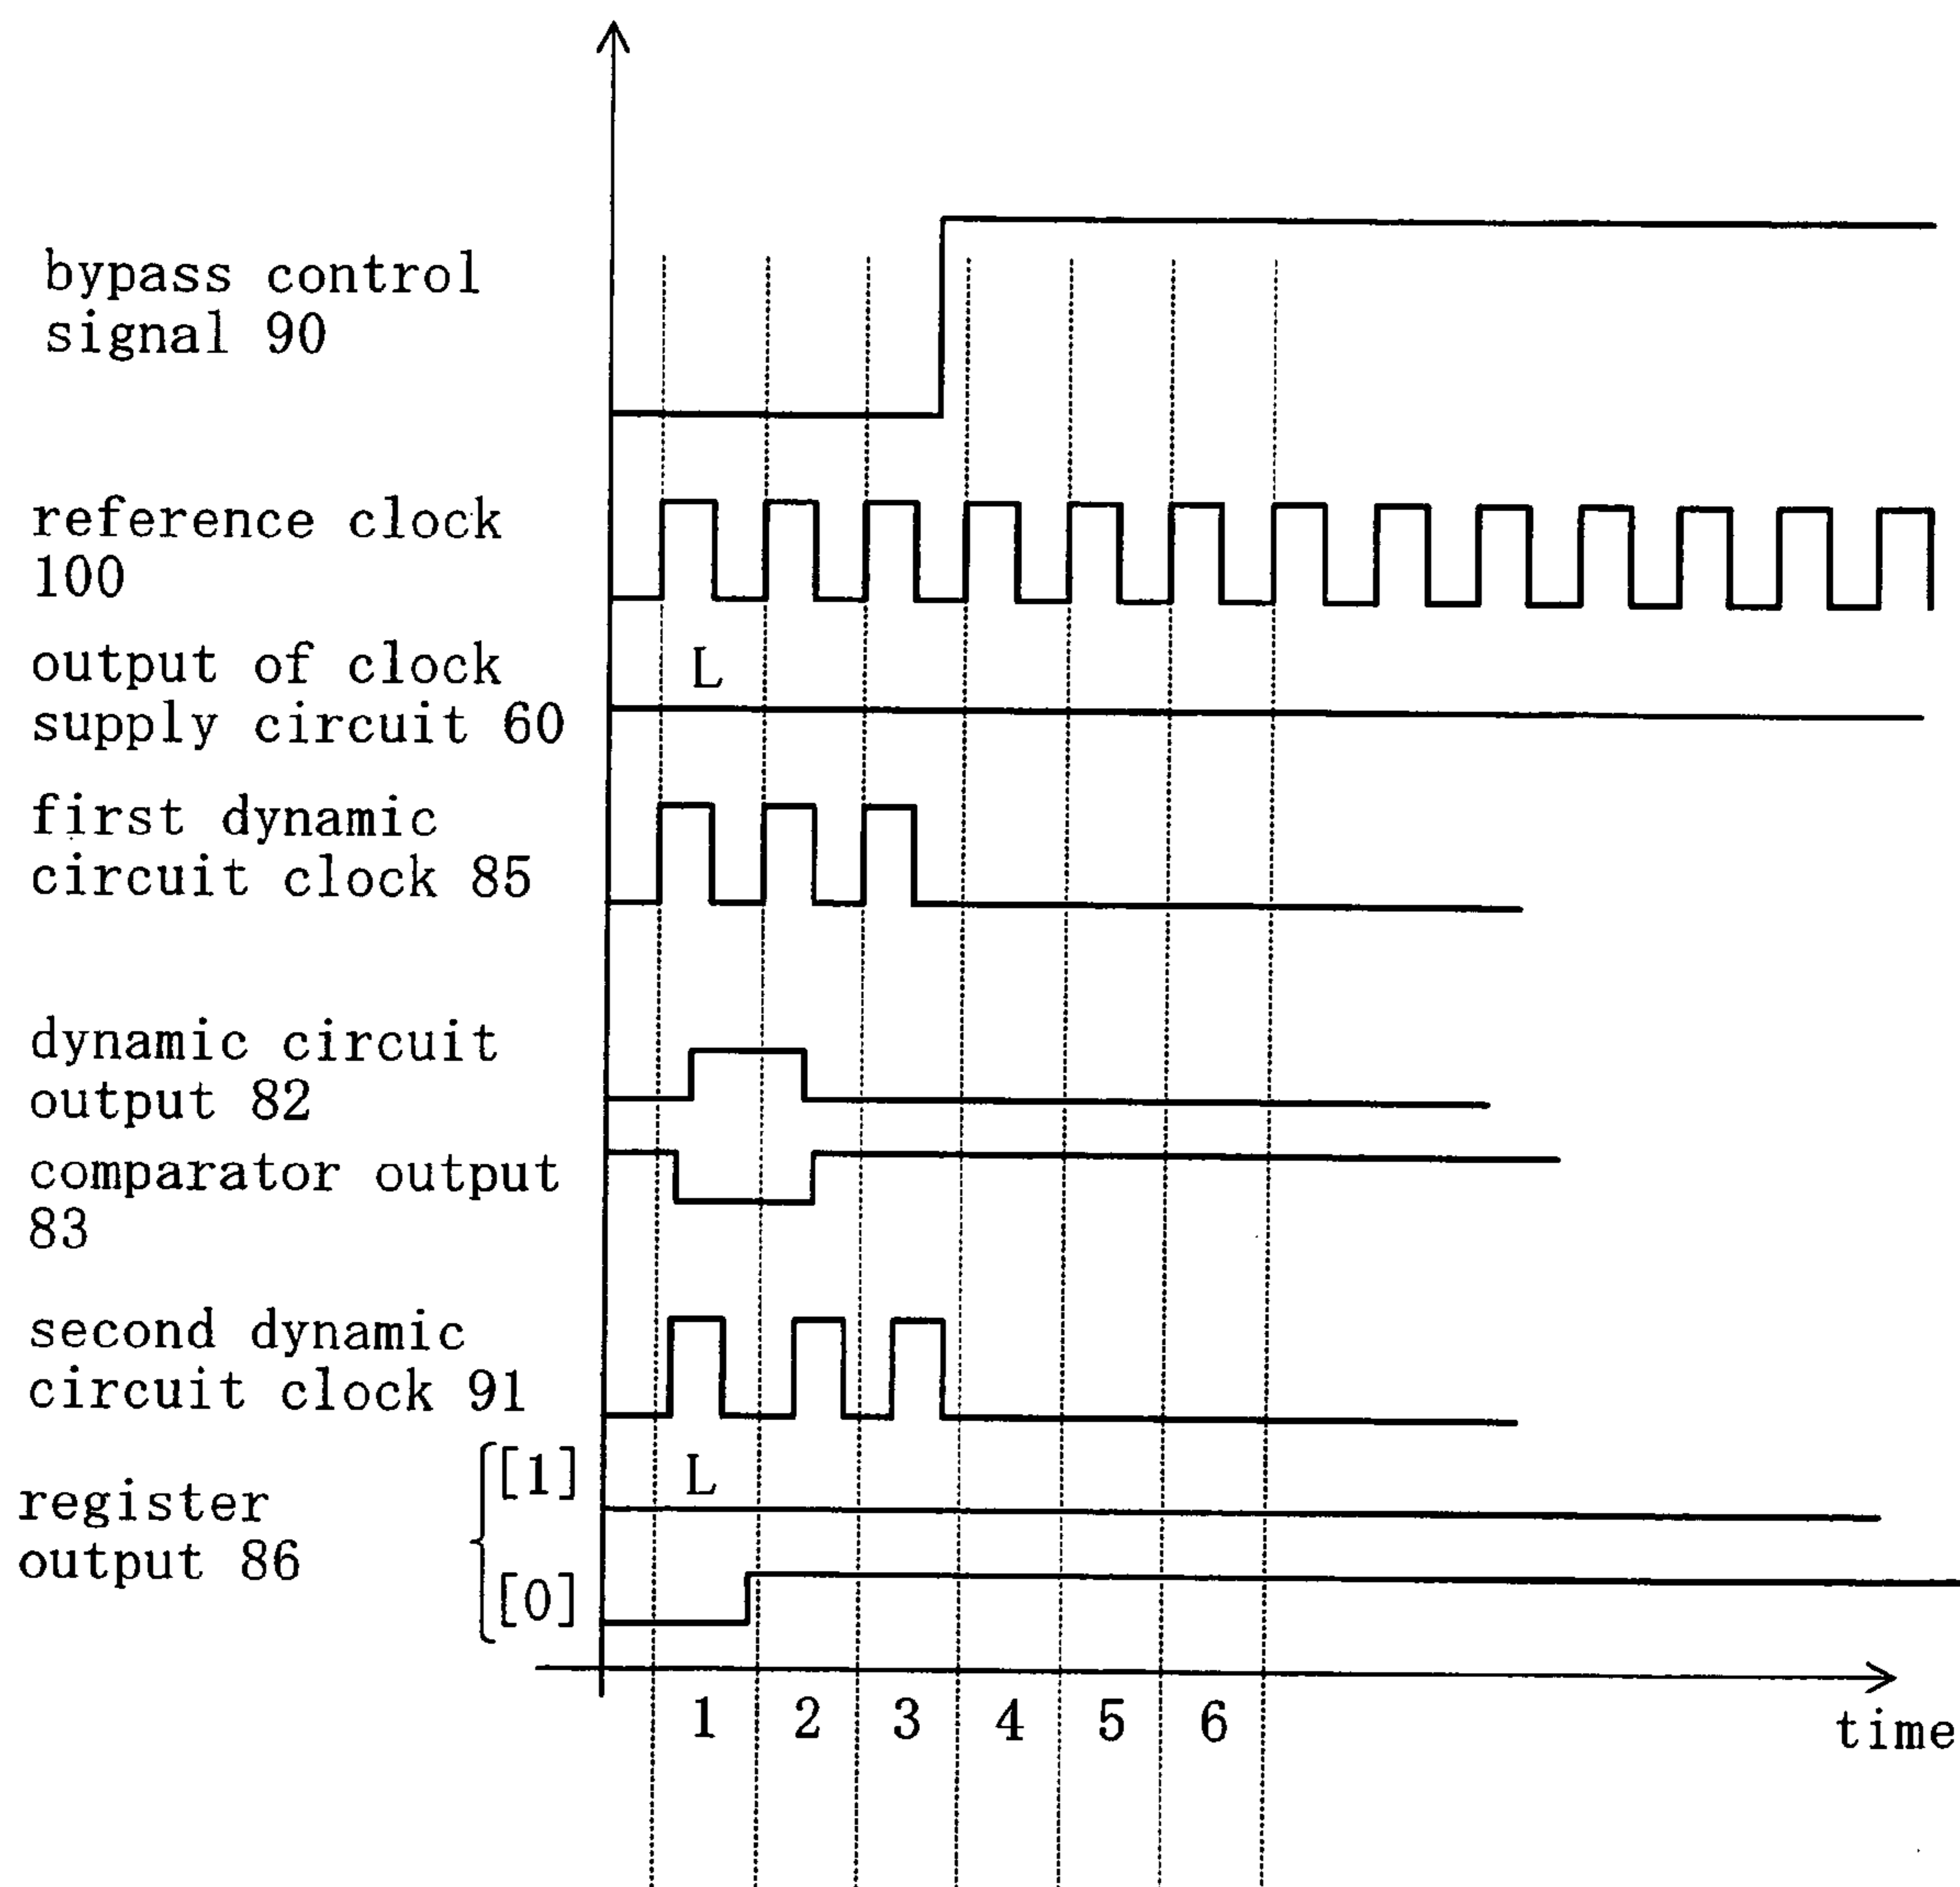 bypass control
signal 90
reference clock
100
output of clock
supply circuit 60
L
first dynamic
circuit clock 85
dynamic circuit
output 82
comparator output
83
second dynamic
circuit clock 91
register
output 86
[1]
L
[0]
1 2 3 4 5 6
time